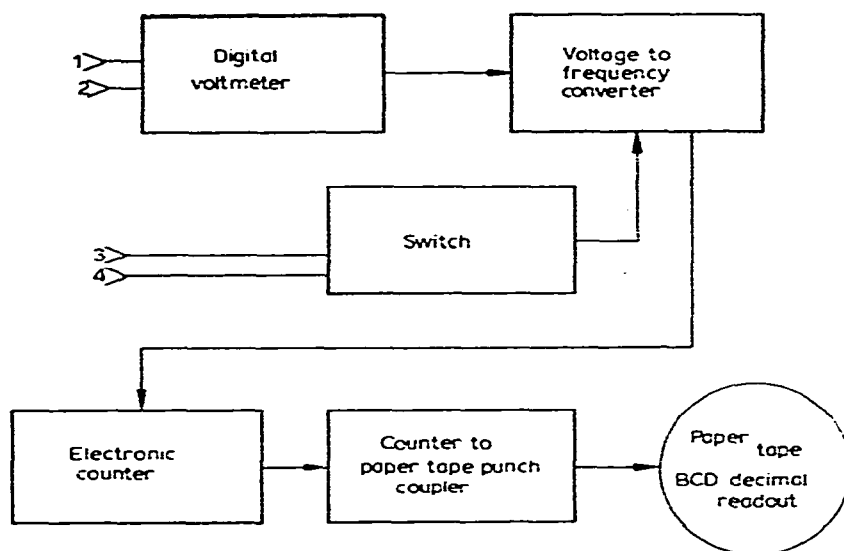 1
2
Digital
voltmeter
Voltage to
frequency
converter
3
4
Switch
Electronic
counter
Counter to
paper tape punch
coupler
Paper tape
BCD decimal
readout